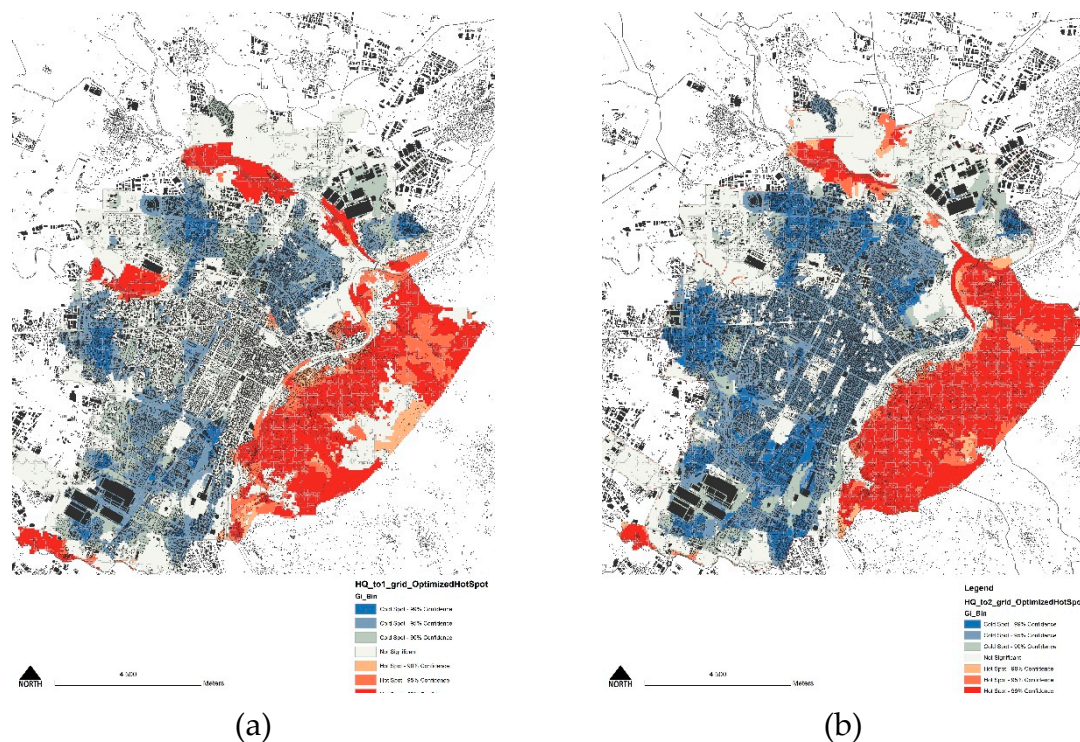 HQ_to1_grid_OptimizedHotSpot
Gi_Bin
Cold Spot - 99% Confidence
Cold Spot - 95% Confidence
Cold Spot - 90% Confidence
Not Significant
Hot Spot - 90% Confidence
Hot Spot - 95% Confidence
NORTH
Meters
(a)
Legend
HQ_to2_grid_OptimizedHotSpo
Gi_Bin
Cold Spot - 99% Confidence
Cold Spot - 95% Confidence
Cold Spot - 90% Confidence
Not Significant
Hot Spot - 90% Confidence
Hot Spot - 95% Confidence
Hot Spot - 99% Confidence
NORTH
Meters
(b)